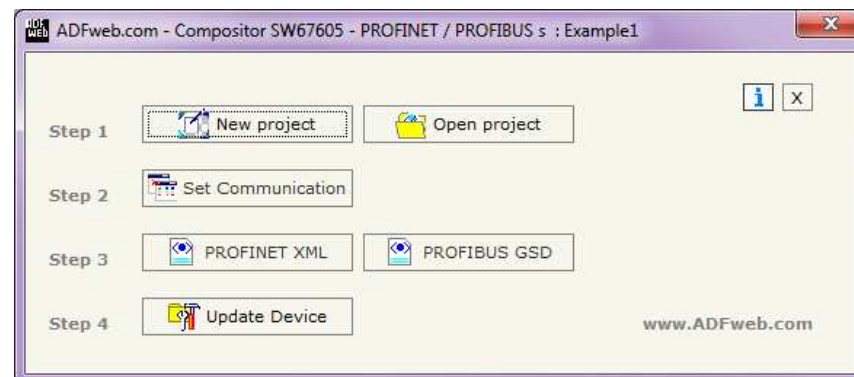 ADFweb.com - Compositor SW67605 - PROFINET / PROFIBUS s : Example1
X
i X
Step 1 New project Open project
Step 2 Set Communication
Step 3 PROFINET XML PROFIBUS GSD
Step 4 Update Device www.ADFweb.com